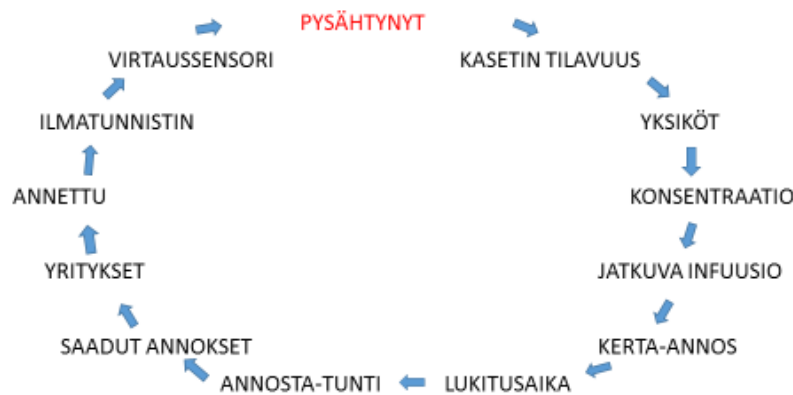 PYSÄHTYNYT
KASETIN TILAVUUS
YKSIKÖT
KONSENTRAATIO
JATKUVA INFUUSIO
KERTA-ANNOS
LUKITUSAIKA
ANNOSTA-TUNTI
SAADUT ANNOKSET
YRITYKSET
ANNETTU
ILMATUNNISTIN
VIRTAUSSENSORI